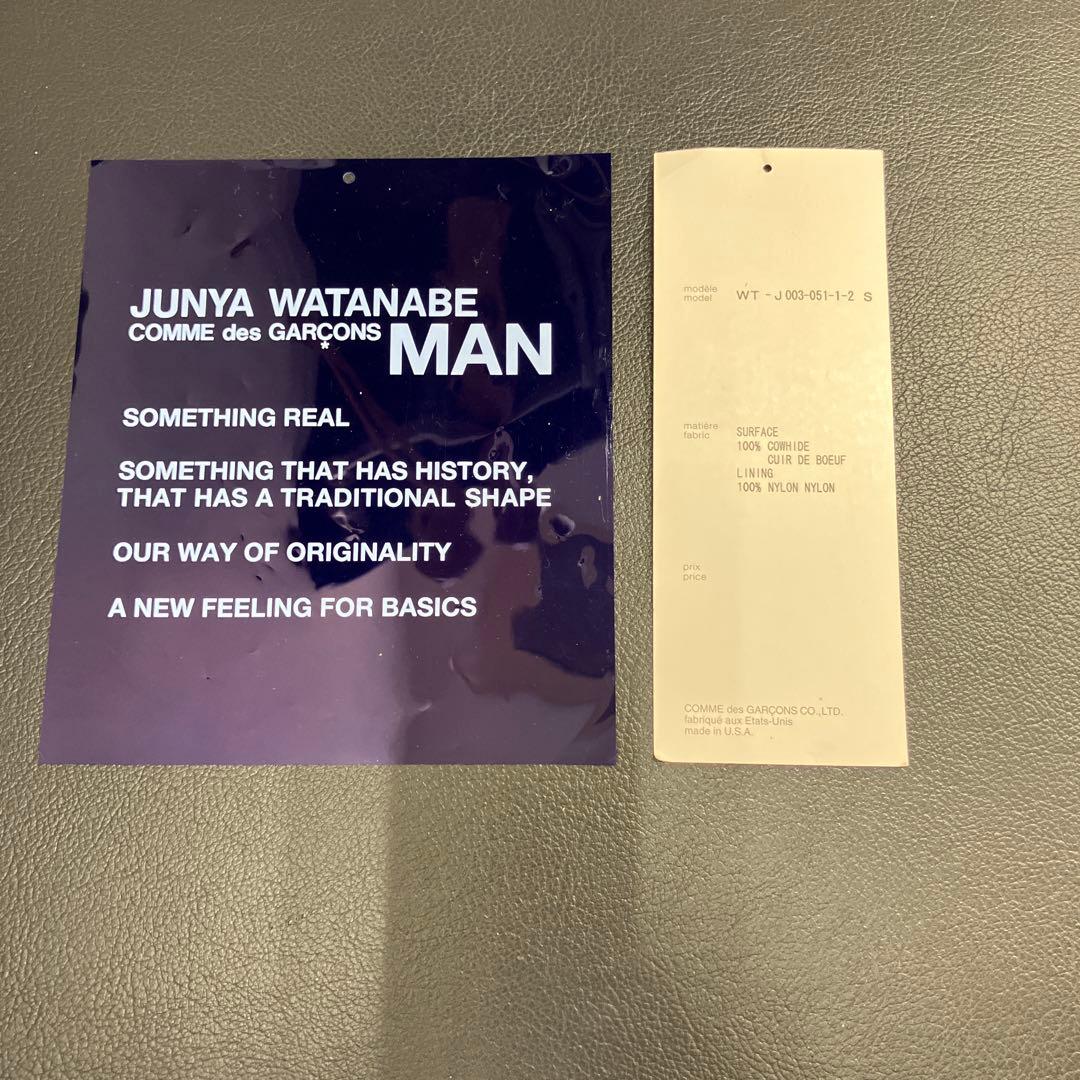 JUNYA WATANABE
COMME des GARÇONS MAN
*
SOMETHING REAL
SOMETHING THAT HAS HISTORY,
THAT HAS A TRADITIONAL SHAPE
OUR WAY OF ORIGINALITY
A NEW FEELING FOR BASICS
modèle
model WT - J 003-051-1-2 S
matière
fabric
SURFACE
100% COWHIDE
CUIR DE BOEUF
LINING
100% NYLON NYLON
prix
price
COMME des GARÇONS CO.,LTD.
fabriqué aux Etats-Unis
made in U.S.A.